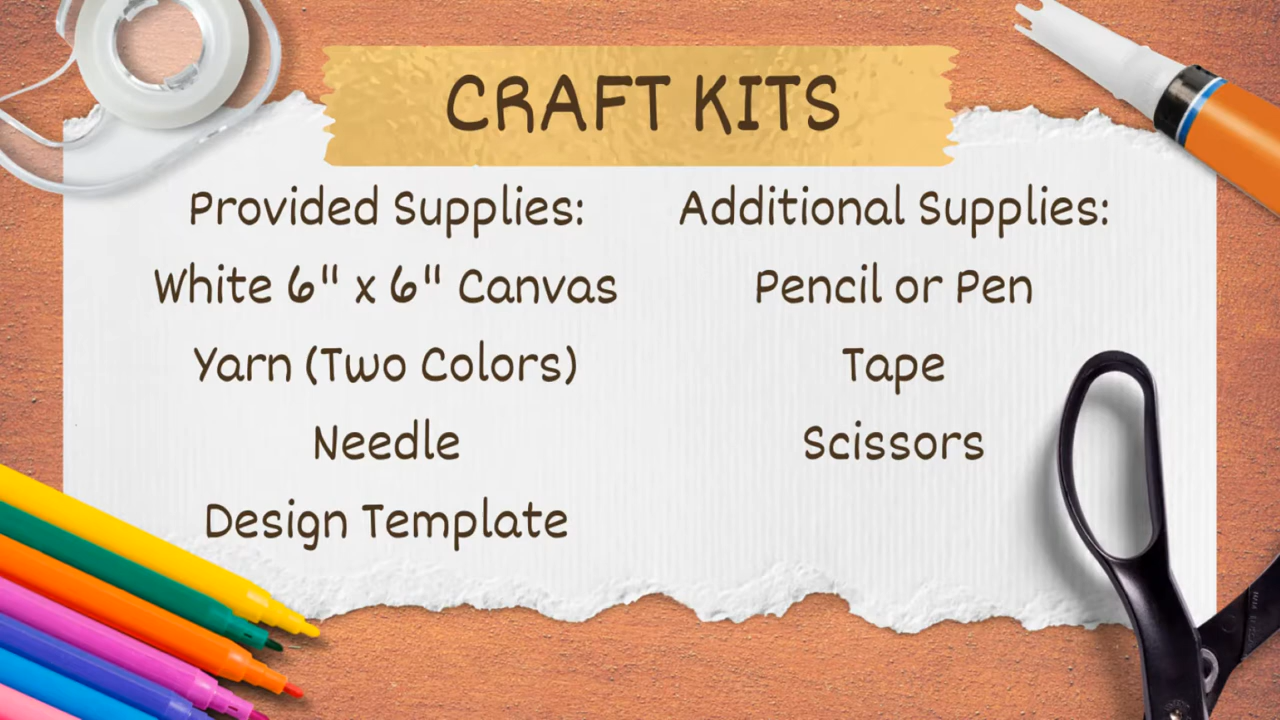 CRAFT KITS
Provided Supplies:
White 6" x 6" Canvas
Yarn (Two Colors)
Needle
Design Template
Additional Supplies:
Pencil or Pen
Tape
Scissors